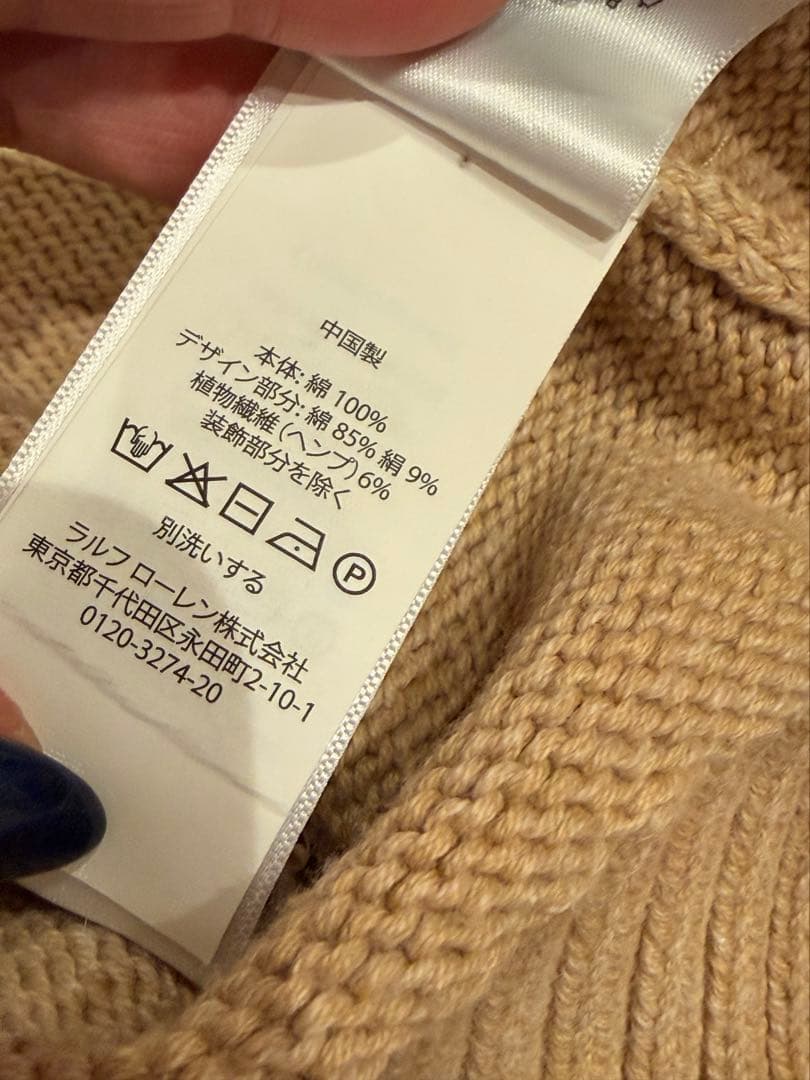 中国製
本体: 綿 100%
デザイン部分: 綿 85% 絹 9%
植物繊維 (ヘンプ) 6%
装飾部分を除く
P
別洗いする
ラルフ ローレン株式会社
東京都千代田区永田町2-10-1
0120-3274-20